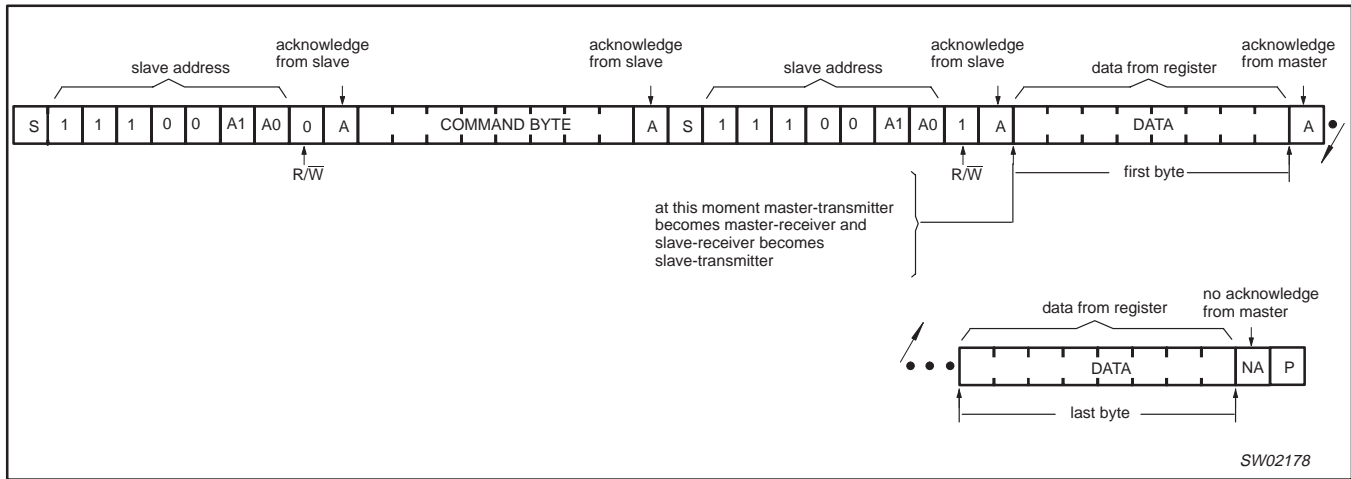 acknowledge
from slave
acknowledge
from slave
acknowledge
from slave
acknowledge
from master
slave address
slave address
data from register
S 1 1 1 0 0 A1 A0 0 A COMMAND BYTE A S 1 1 1 0 0 A1 A0 1 A DATA A
R/W̅
R/W̅
first byte
at this moment master-transmitter
becomes master-receiver and
slave-receiver becomes
slave-transmitter
data from register
no acknowledge
from master
DATA NA P
last byte
SW02178